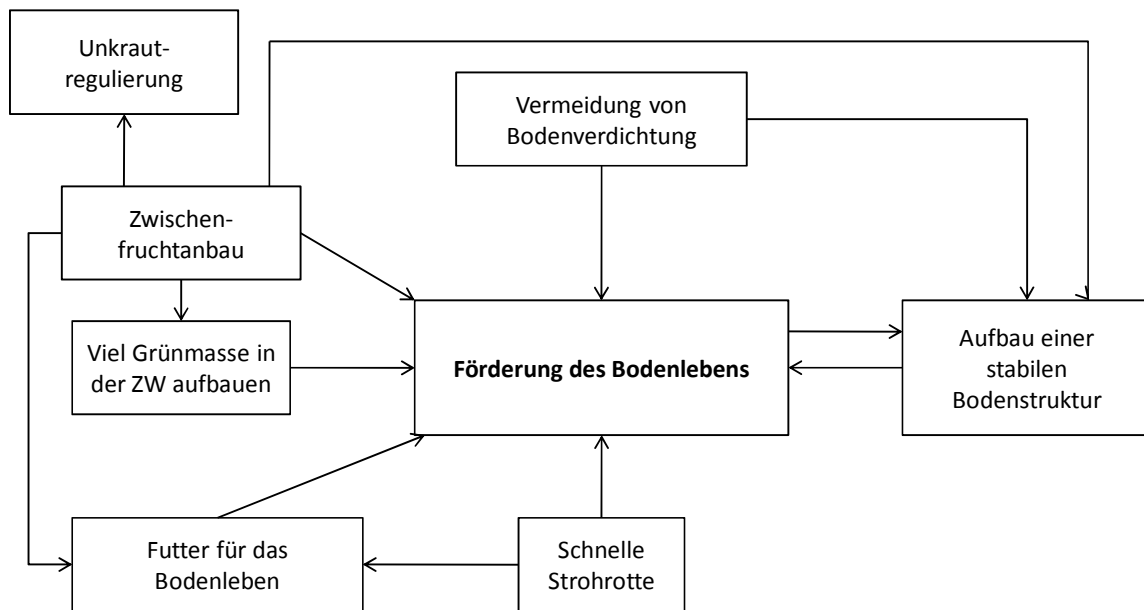 Unkraut-
regulierung
Vermeidung von
Bodenverdichtung
Zwischen-
fruchtanbau
Viel Grünmasse in
der ZW aufbauen
Förderung des Bodenlebens
Aufbau einer
stabilen
Bodenstruktur
Futter für das
Bodenleben
Schnelle
Strohrotte